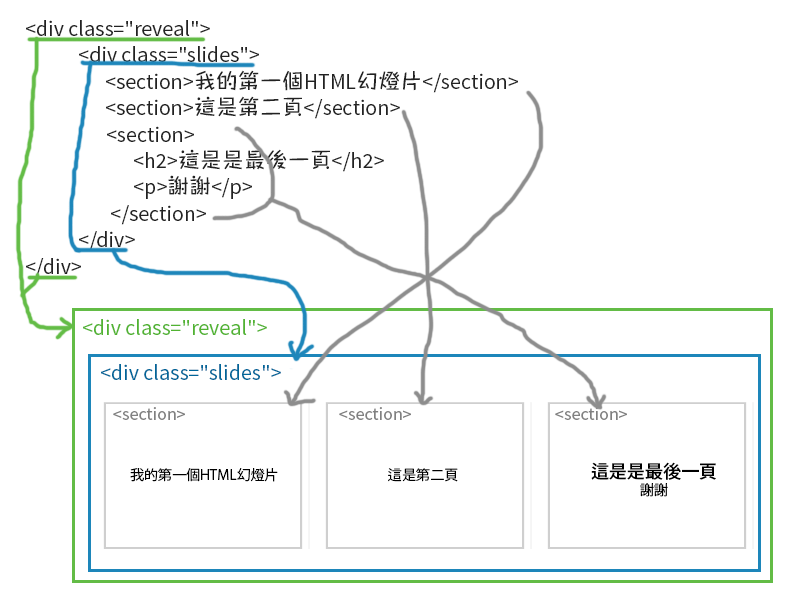 <div class="reveal">
<div class="slides">
<section>我的第一個HTML幻燈片</section>
<section>這是第二頁</section>
<section>
<h2>這是是最後一頁</h2>
<p>謝謝</p>
</section>
</div>
</div>
<div class="reveal">
<div class="slides">
<section>
我的第一個HTML幻燈片
<section>
這是第二頁
<section>
這是是最後一頁
謝謝